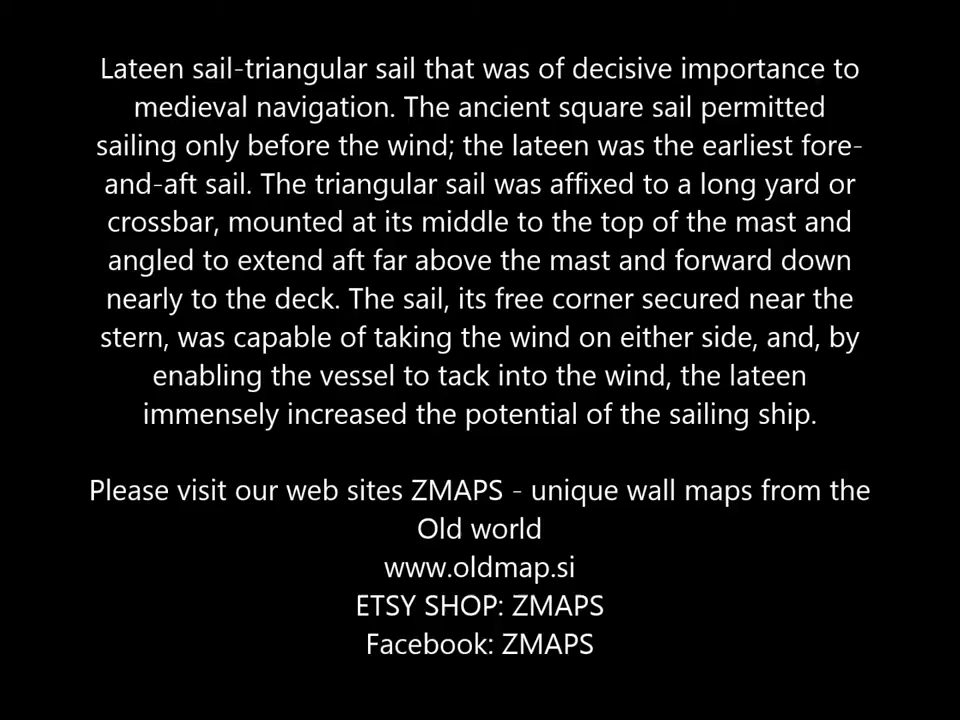 Lateen sail-triangular sail that was of decisive importance to
medieval navigation. The ancient square sail permitted
sailing only before the wind; the lateen was the earliest fore-
and-aft sail. The triangular sail was affixed to a long yard or
crossbar, mounted at its middle to the top of the mast and
angled to extend aft far above the mast and forward down
nearly to the deck. The sail, its free corner secured near the
stern, was capable of taking the wind on either side, and, by
enabling the vessel to tack into the wind, the lateen
immensely increased the potential of the sailing ship.
Please visit our web sites ZMAPS - unique wall maps from the
Old world
www.oldmap.si
ETSY SHOP: ZMAPS
Facebook: ZMAPS